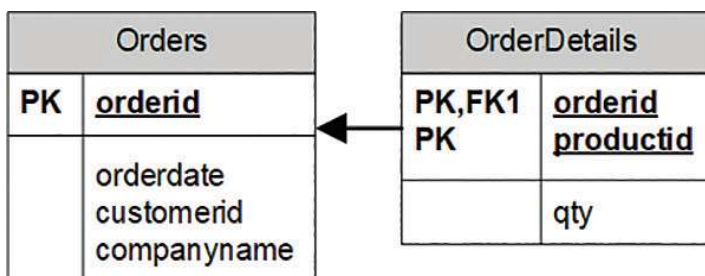 Orders
PK orderid
orderdate
customerid
companyname
OrderDetails
PK,FK1 orderid
PK productid
qty